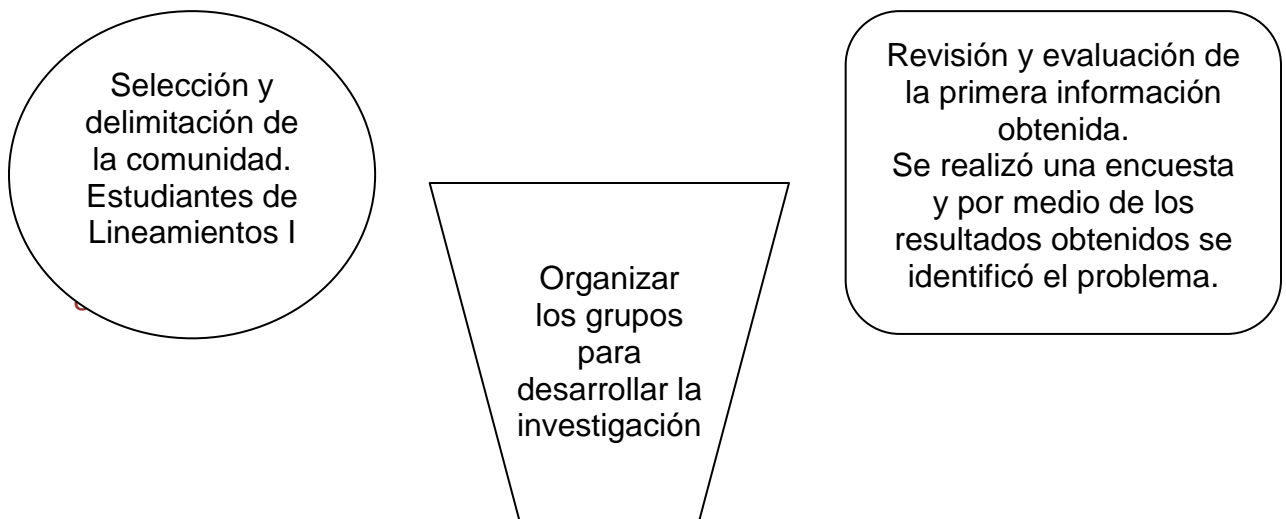 Selección y
delimitación de
la comunidad.
Estudiantes de
Lineamientos I
Organizar
los grupos
para
desarrollar la
investigación
Revisión y evaluación de
la primera información
obtenida.
Se realizó una encuesta
y por medio de los
resultados obtenidos se
identificó el problema.